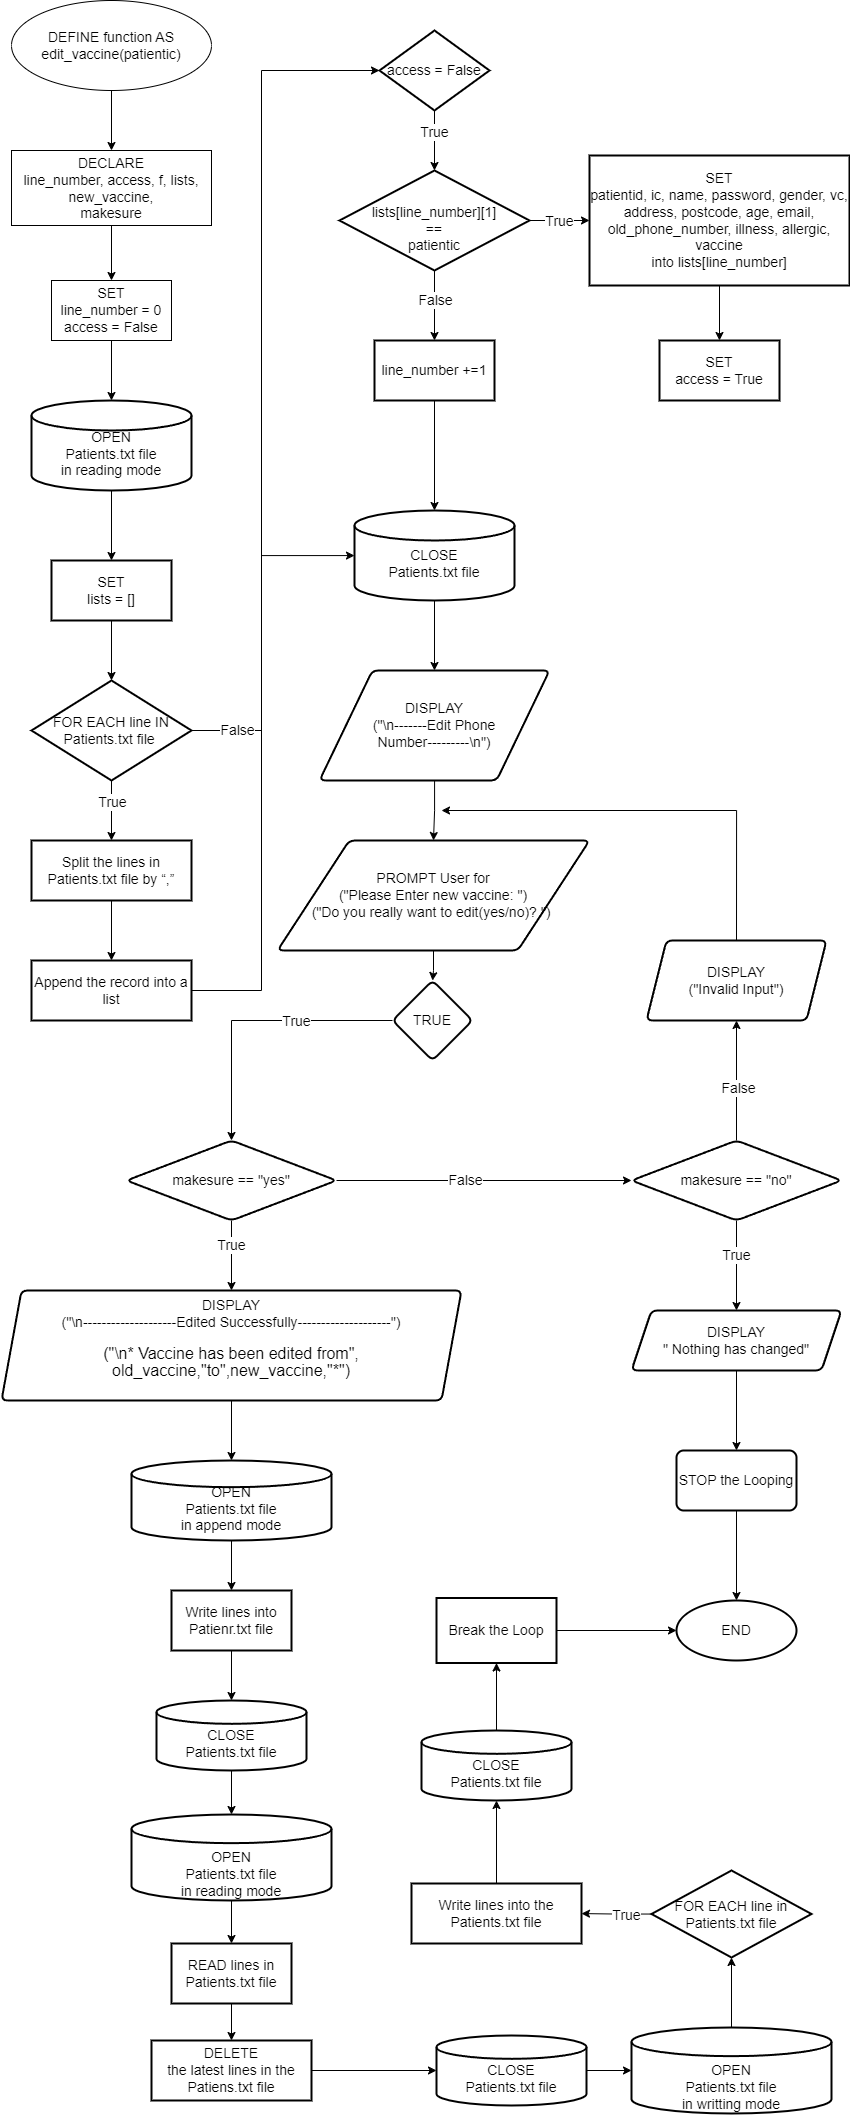 DEFINE function AS
edit_vaccine(patientic)
DECLARE
line_number, access, f, lists,
new_vaccine,
makesure
SET
line_number = 0
access = False
OPEN
Patients.txt file
in reading mode
SET
lists = []
FOR EACH line IN
Patients.txt file
False
True
Split the lines in
Patients.txt file by “,”
Append the record into a
list
access = False
True
lists[line_number][1]
==
patientic
True
SET
patientid, ic, name, password, gender, vc,
address, postcode, age, email,
old_phone_number, illness, allergic,
vaccine
into lists[line_number]
SET
access = True
False
line_number +=1
CLOSE
Patients.txt file
DISPLAY
("\n-------Edit Phone
Number---------\n")
PROMPT User for
("Please Enter new vaccine: ")
("Do you really want to edit(yes/no)? ")
TRUE
True
makesure == "yes"
False
makesure == "no"
False
DISPLAY
("Invalid Input")
True
DISPLAY
" Nothing has changed"
STOP the Looping
END
True
DISPLAY
("\n--------------------Edited Successfully--------------------")
("\n* Vaccine has been edited from",
old_vaccine,"to",new_vaccine,"*")
OPEN
Patients.txt file
in append mode
Write lines into
Patienr.txt file
CLOSE
Patients.txt file
OPEN
Patients.txt file
in reading mode
READ lines in
Patients.txt file
DELETE
the latest lines in the
Patiens.txt file
CLOSE
Patients.txt file
OPEN
Patients.txt file
in writting mode
FOR EACH line in
Patients.txt file
True
Write lines into the
Patients.txt file
CLOSE
Patients.txt file
Break the Loop